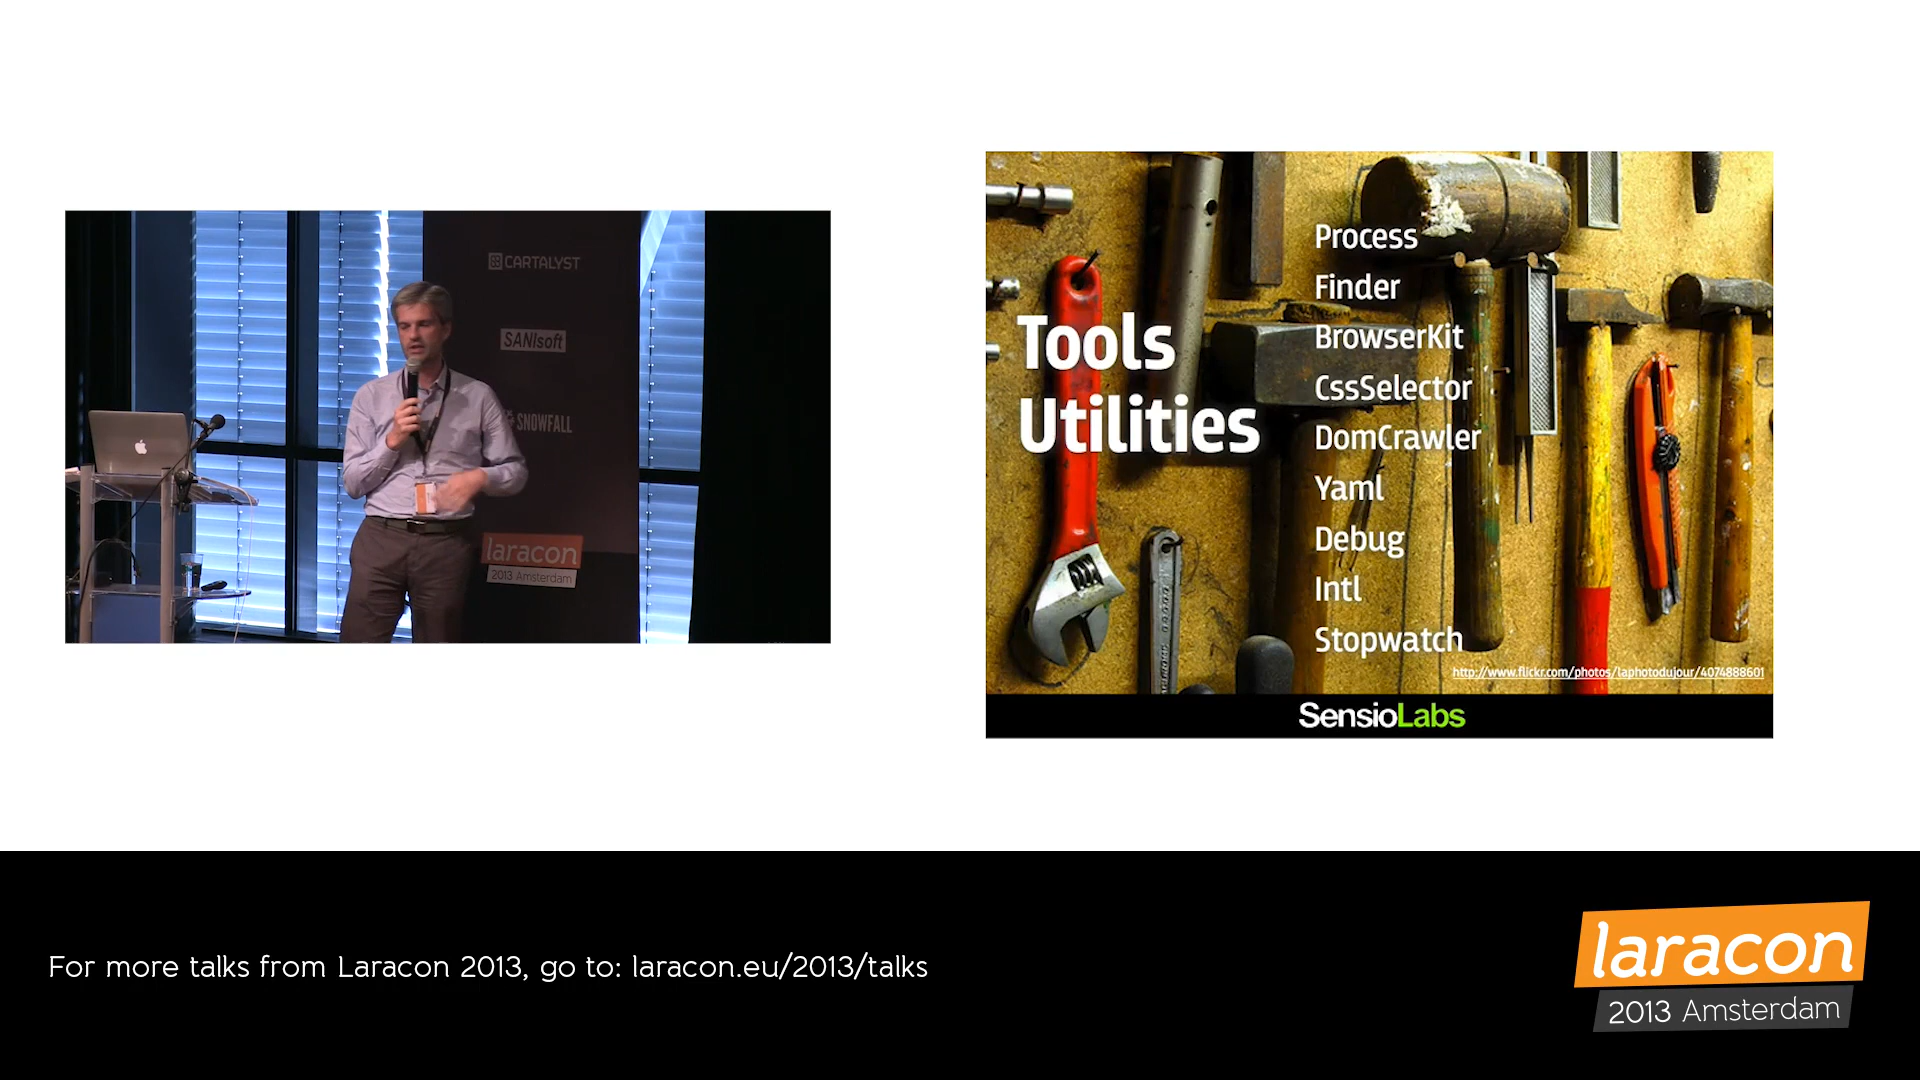 CARTALYST
SANIsoft
SNOWFALL
laracon
2013 Amsterdam
Tools
Utilities
Process
Finder
BrowserKit
CssSelector
DomCrawler
Yaml
Debug
Intl
Stopwatch
http://www.flickr.com/photos/laphotodujour/4074888601
SensioLabs
For more talks from Laracon 2013, go to: laracon.eu/2013/talks
laracon
2013 Amsterdam